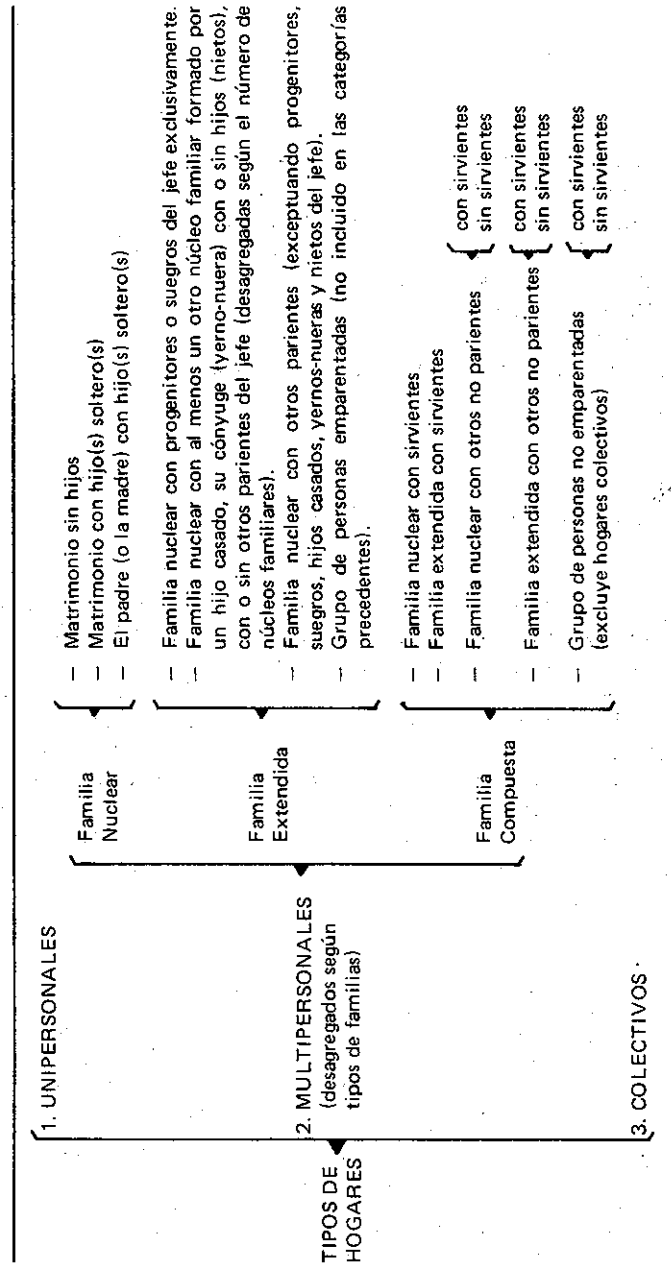 TIPOS DE
HOGARES
1. UNIPERSONALES
2. MULTIPERSONALES
(desagregados según
tipos de familias)
Familia
Nuclear
— Matrimonio sin hijos
— Matrimonio con hijo(s) soltero(s)
— El padre (o la madre) con hijo(s) soltero(s)
Familia
Extendida
— Familia nuclear con progenitores o suegros del jefe exclusivamente.
— Familia nuclear con al menos un otro núcleo familiar formado por
un hijo casado, su cónyuge (yerno-nuera) con o sin hijos (nietos),
con o sin otros parientes del jefe (desagregadas según el número de
núcleos familiares).
— Familia nuclear con otros parientes (exceptuando progenitores,
suegros, hijos casados, yernos-nueras y nietos del jefe).
— Grupo de personas emparentadas (no incluido en las categorías
precedentes).
Familia
Compuesta
— Familia nuclear con sirvientes
— Familia extendida con sirvientes
— Familia nuclear con otros no parientes
con sirvientes
sin sirvientes
— Familia extendida con otros no parientes
con sirvientes
sin sirvientes
— Grupo de personas no emparentadas
(excluye hogares colectivos)
con sirvientes
sin sirvientes
3. COLECTIVOS